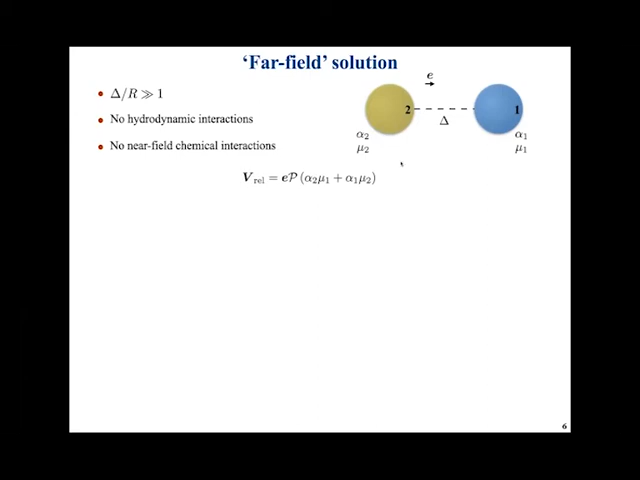 ‘Far-field’ solution
• Δ/R ≫ 1
• No hydrodynamic interactions
• No near-field chemical interactions
e
2
1
Δ
α₂
μ₂
α₁
μ₁
V_rel = e𝒫 (α₂μ₁ + α₁μ₂)
6